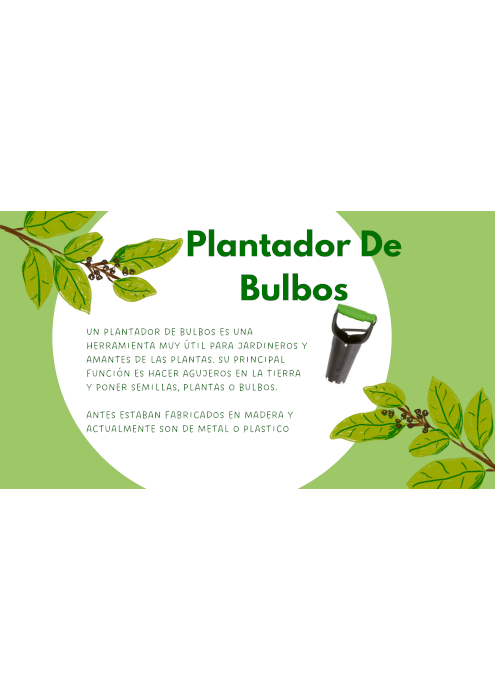 Plantador De
Bulbos
UN PLANTADOR DE BULBOS ES UNA
HERRAMIENTA MUY ÚTIL PARA JARDINEROS Y
AMANTES DE LAS PLANTAS. SU PRINCIPAL
FUNCIÓN ES HACER AGUJEROS EN LA TIERRA
Y PONER SEMILLAS, PLANTAS O BULBOS.
ANTES ESTABAN FABRICADOS EN MADERA Y
ACTUALMENTE SON DE METAL O PLASTICO